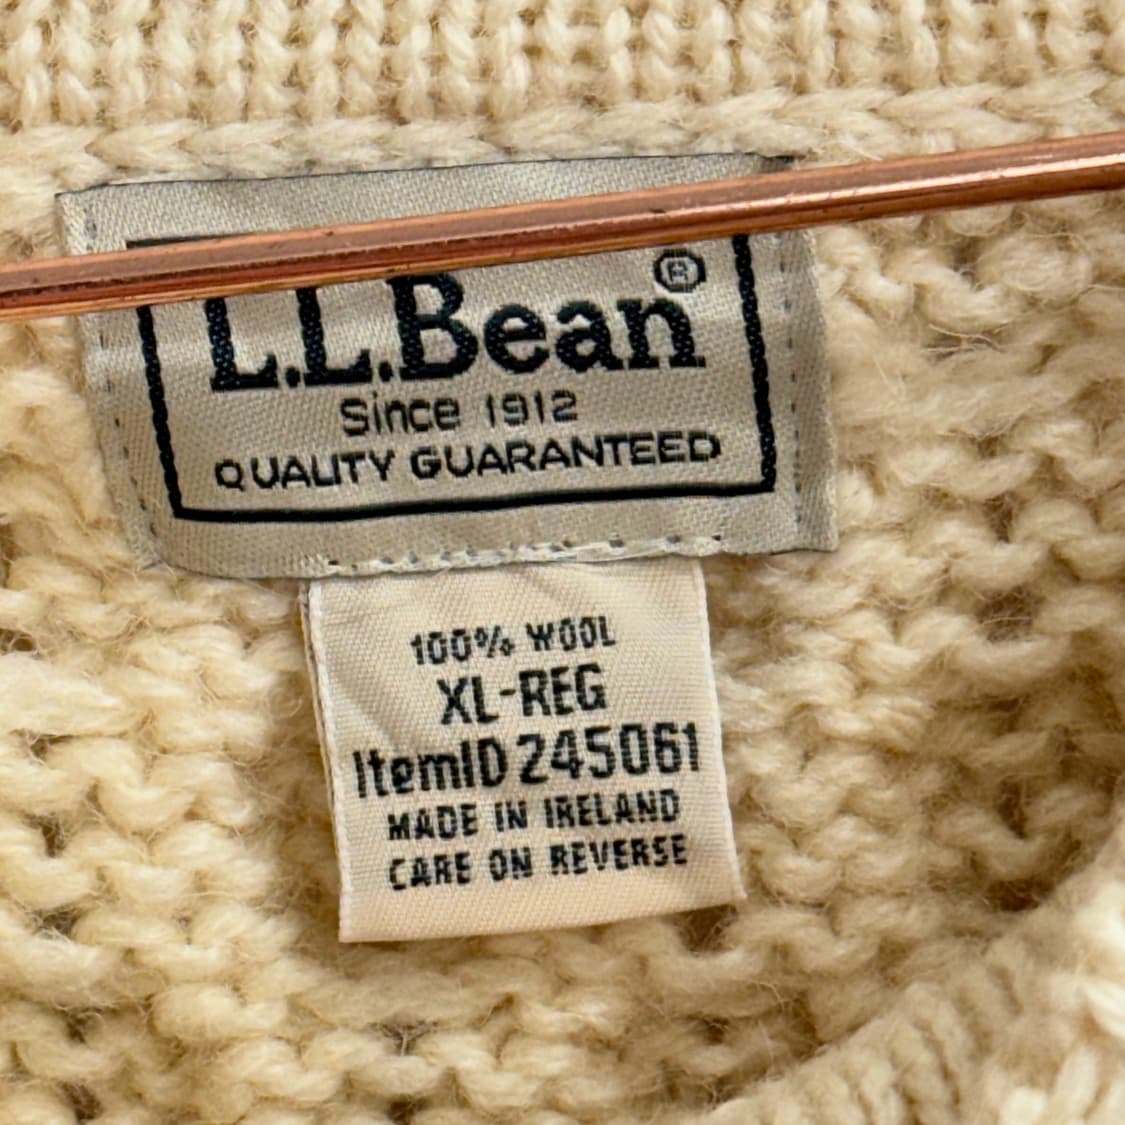 L.L.Bean®
Since 1912
QUALITY GUARANTEED
100% WOOL
XL-REG
ItemID 245061
MADE IN IRELAND
CARE ON REVERSE